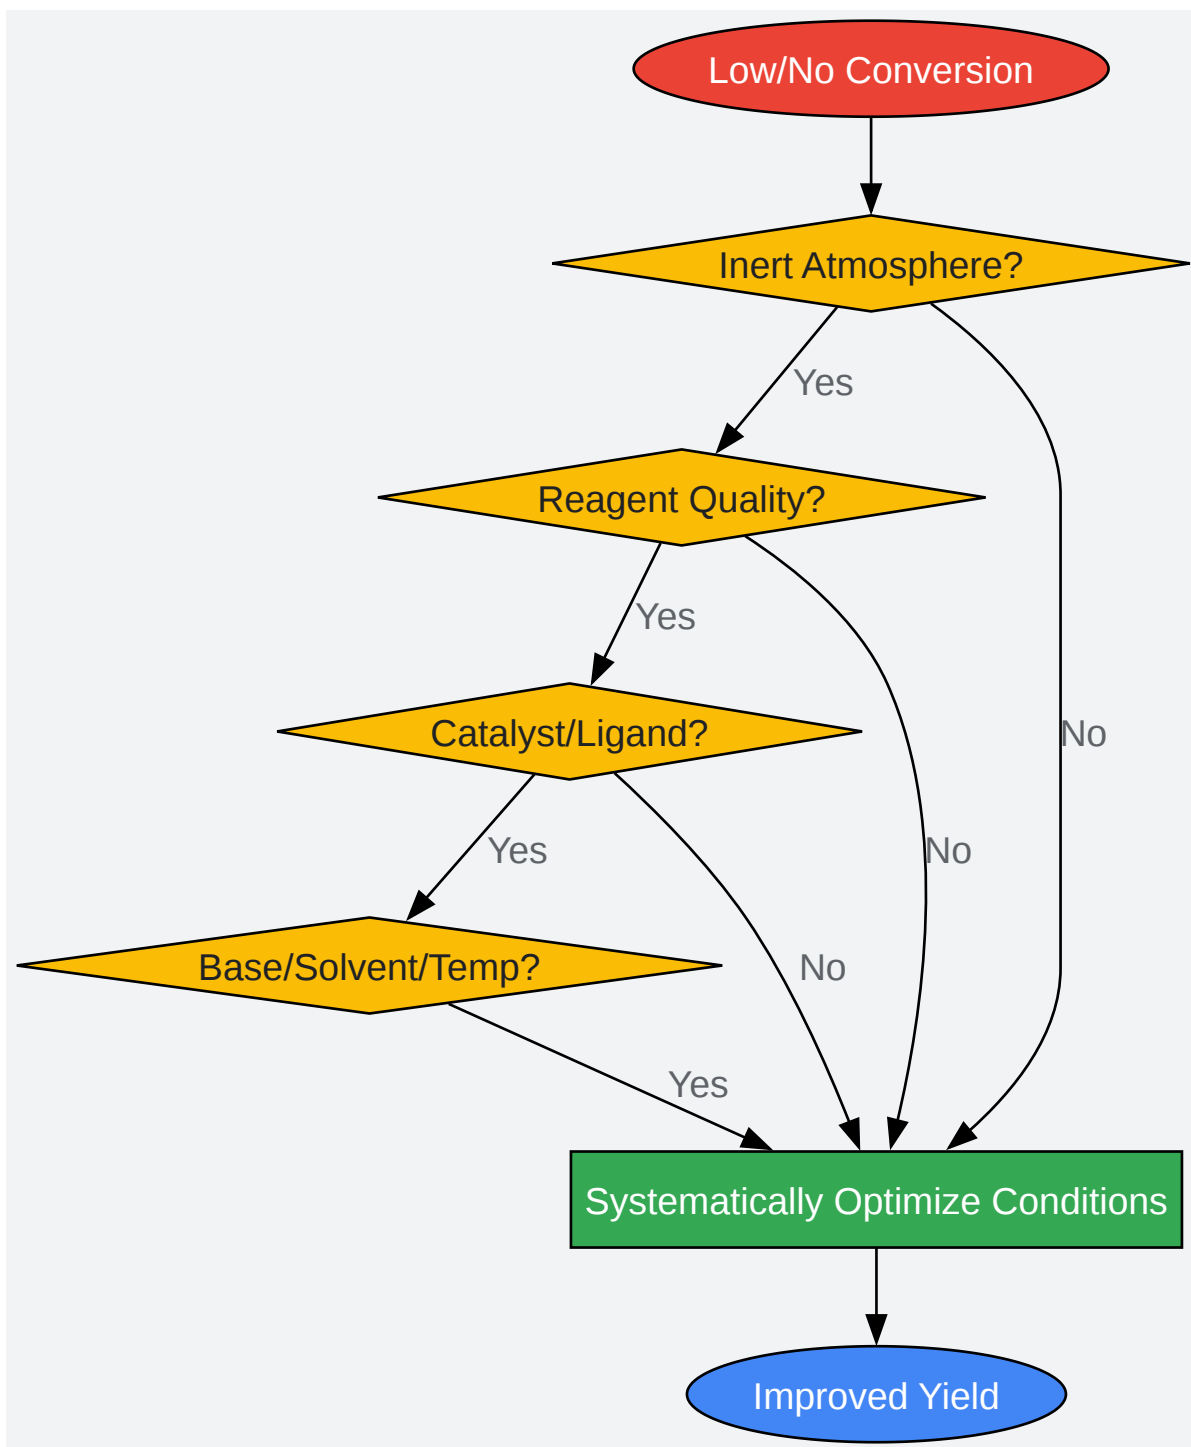 Low/No Conversion
Inert Atmosphere?
Yes
Reagent Quality?
Yes
Catalyst/Ligand?
No
Yes
No
Base/Solvent/Temp?
No
Yes
Systematically Optimize Conditions
Improved Yield